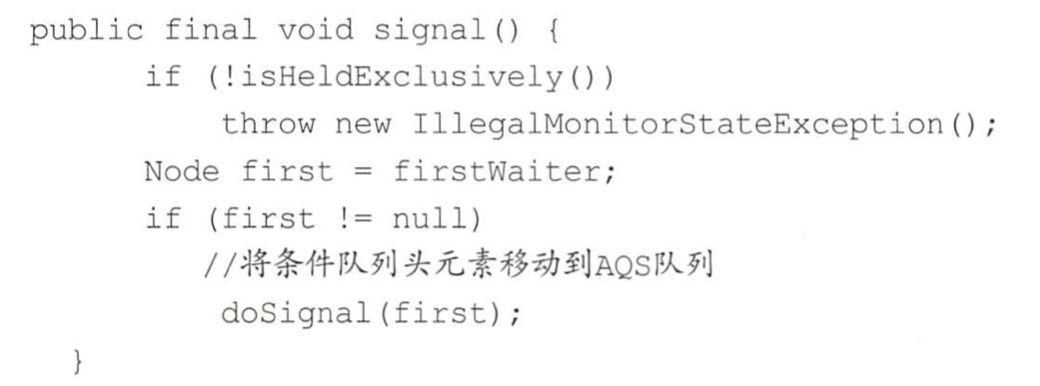 public final void signal() {
if (!isHeldExclusively())
throw new IllegalMonitorStateException();
Node first = firstWaiter;
if (first != null)
//将条件队列头元素移动到AQS队列
doSignal(first);
}